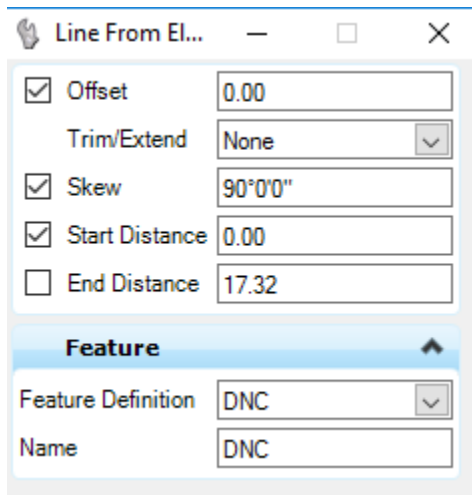 Line From El...
Offset 0.00
Trim/Extend None
Skew 90°0'0"
Start Distance 0.00
End Distance 17.32
Feature
Feature Definition DNC
Name DNC